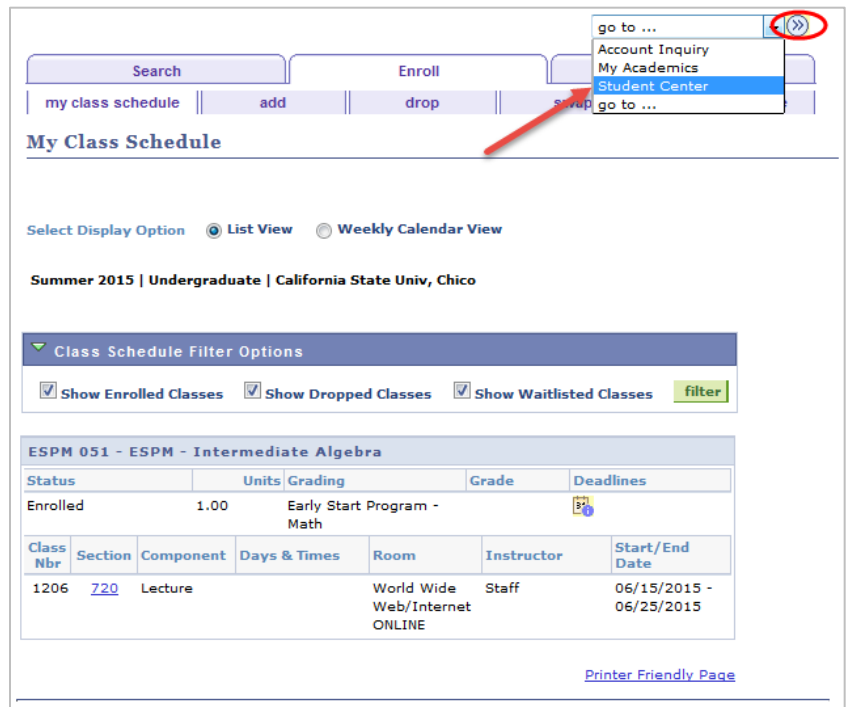 go to ...
Account Inquiry
My Academics
Student Center
go to ...
Search
Enroll
my class schedule
add
drop
swap
My Class Schedule
Select Display Option
List View
Weekly Calendar View
Summer 2015 | Undergraduate | California State Univ, Chico
Class Schedule Filter Options
Show Enrolled Classes Show Dropped Classes Show Waitlisted Classes filter
ESPM 051 - ESPM - Intermediate Algebra
Status Units Grading Grade Deadlines
Enrolled 1.00 Early Start Program -
Math
Class
Nbr Section Component Days & Times Room Instructor Start/End
Date
1206 720 Lecture World Wide Staff 06/15/2015 -
Web/Internet 06/25/2015
ONLINE
Printer Friendly Page